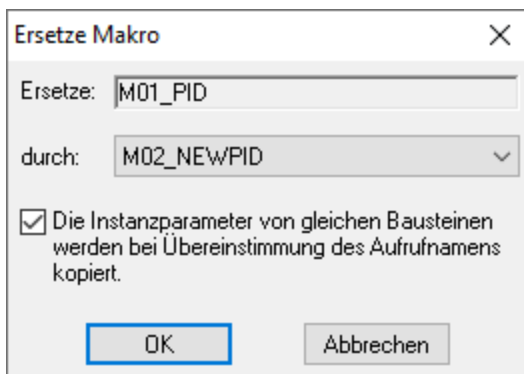 Ersetze Makro
Ersetze: M01_PID
durch: M02_NEWPID
Die Instanzparameter von gleichen Bausteinen
werden bei Übereinstimmung des Aufrufnamens
kopiert.
OK Abbrechen